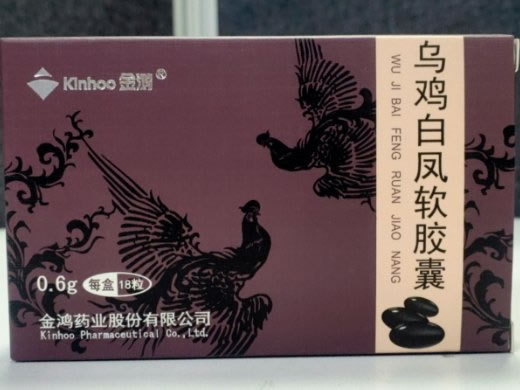 Kinhoo 金鸿®
乌鸡白凤软胶囊
WU JI BAI FENG RUAN JIAO NANG
0.6g 每盒 18粒
金鸿药业股份有限公司
Kinhoo Pharmaceutical Co.,Ltd.